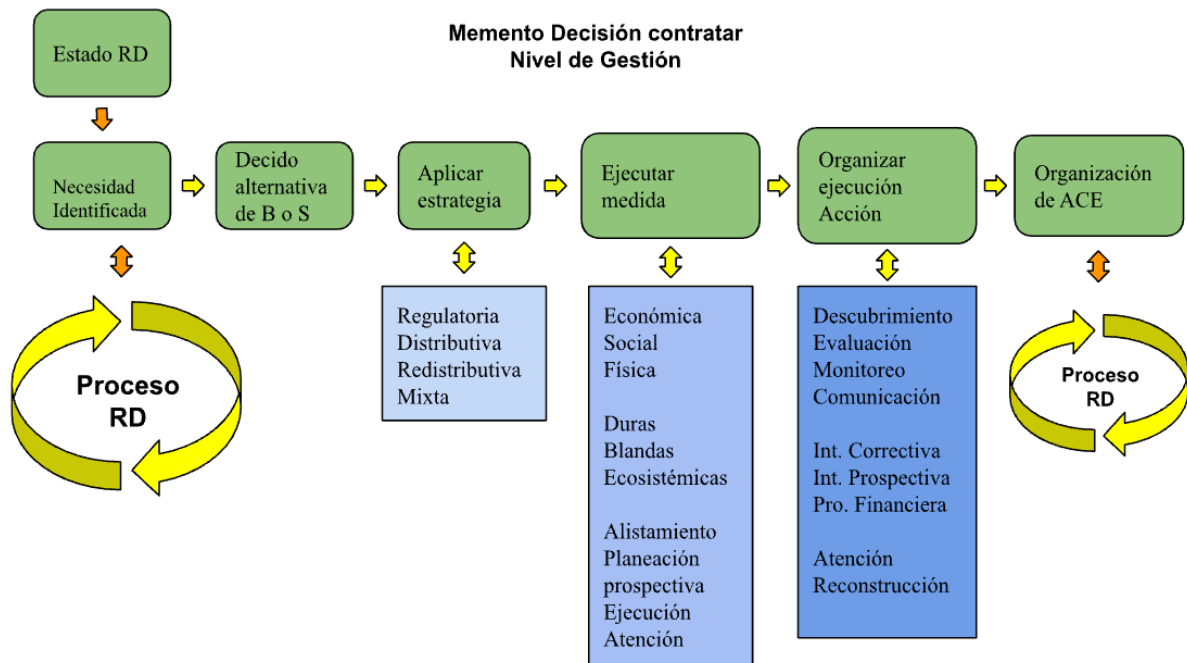 Memento Decisión contratar
Nivel de Gestión
Estado RD
Necesidad
Identificada
Decido
alternativa
de B o S
Aplicar
estrategia
Ejecutar
medida
Organizar
ejecución
Acción
Organización
de ACE
Proceso
RD
Regulatoria
Distributiva
Redistributiva
Mixta
Económica
Social
Física
Duras
Blandas
Ecosistémicas
Alistamiento
Planeación
prospectiva
Ejecución
Atención
Descubrimiento
Evaluación
Monitoreo
Comunicación
Int. Correctiva
Int. Prospectiva
Pro. Financiera
Atención
Reconstrucción
Proceso
RD